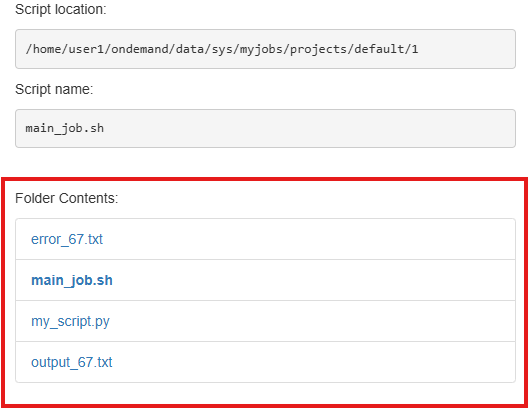 Script location:
/home/user1/ondemand/data/sys/myjobs/projects/default/1
Script name:
main_job.sh
Folder Contents:
error_67.txt
main_job.sh
my_script.py
output_67.txt